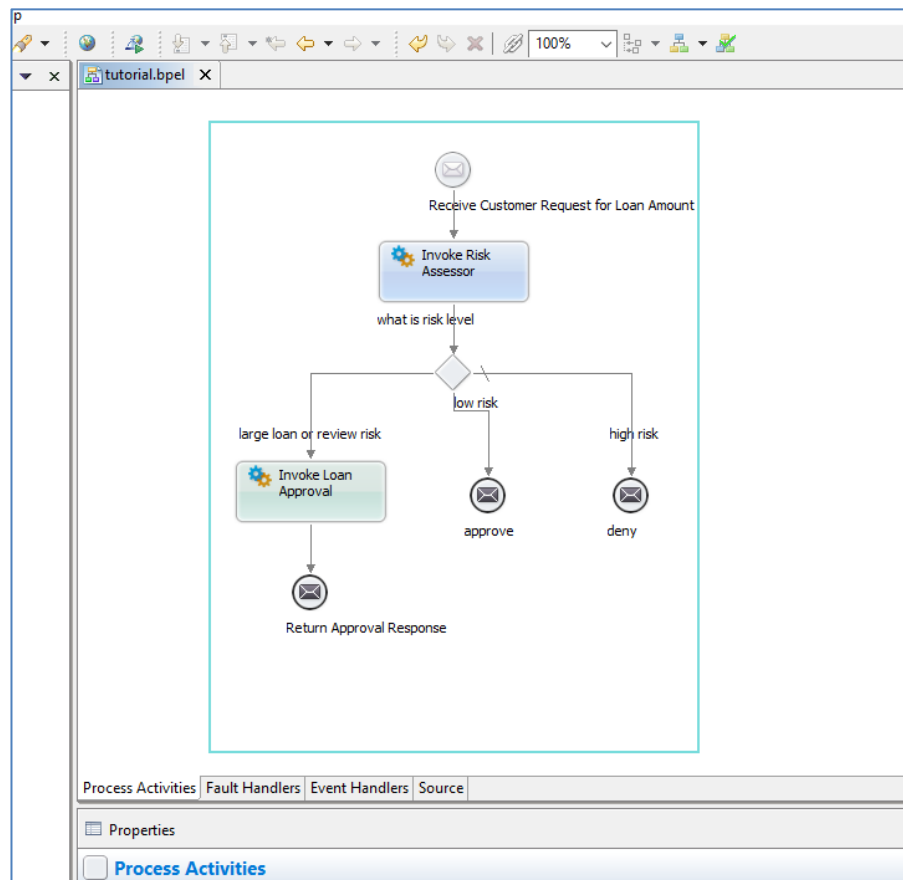 p
100%
tutorial.bpel
Receive Customer Request for Loan Amount
Invoke Risk
Assessor
what is risk level
low risk
large loan or review risk
high risk
Invoke Loan
Approval
approve
deny
Return Approval Response
Process Activities
Fault Handlers
Event Handlers
Source
Properties
Process Activities